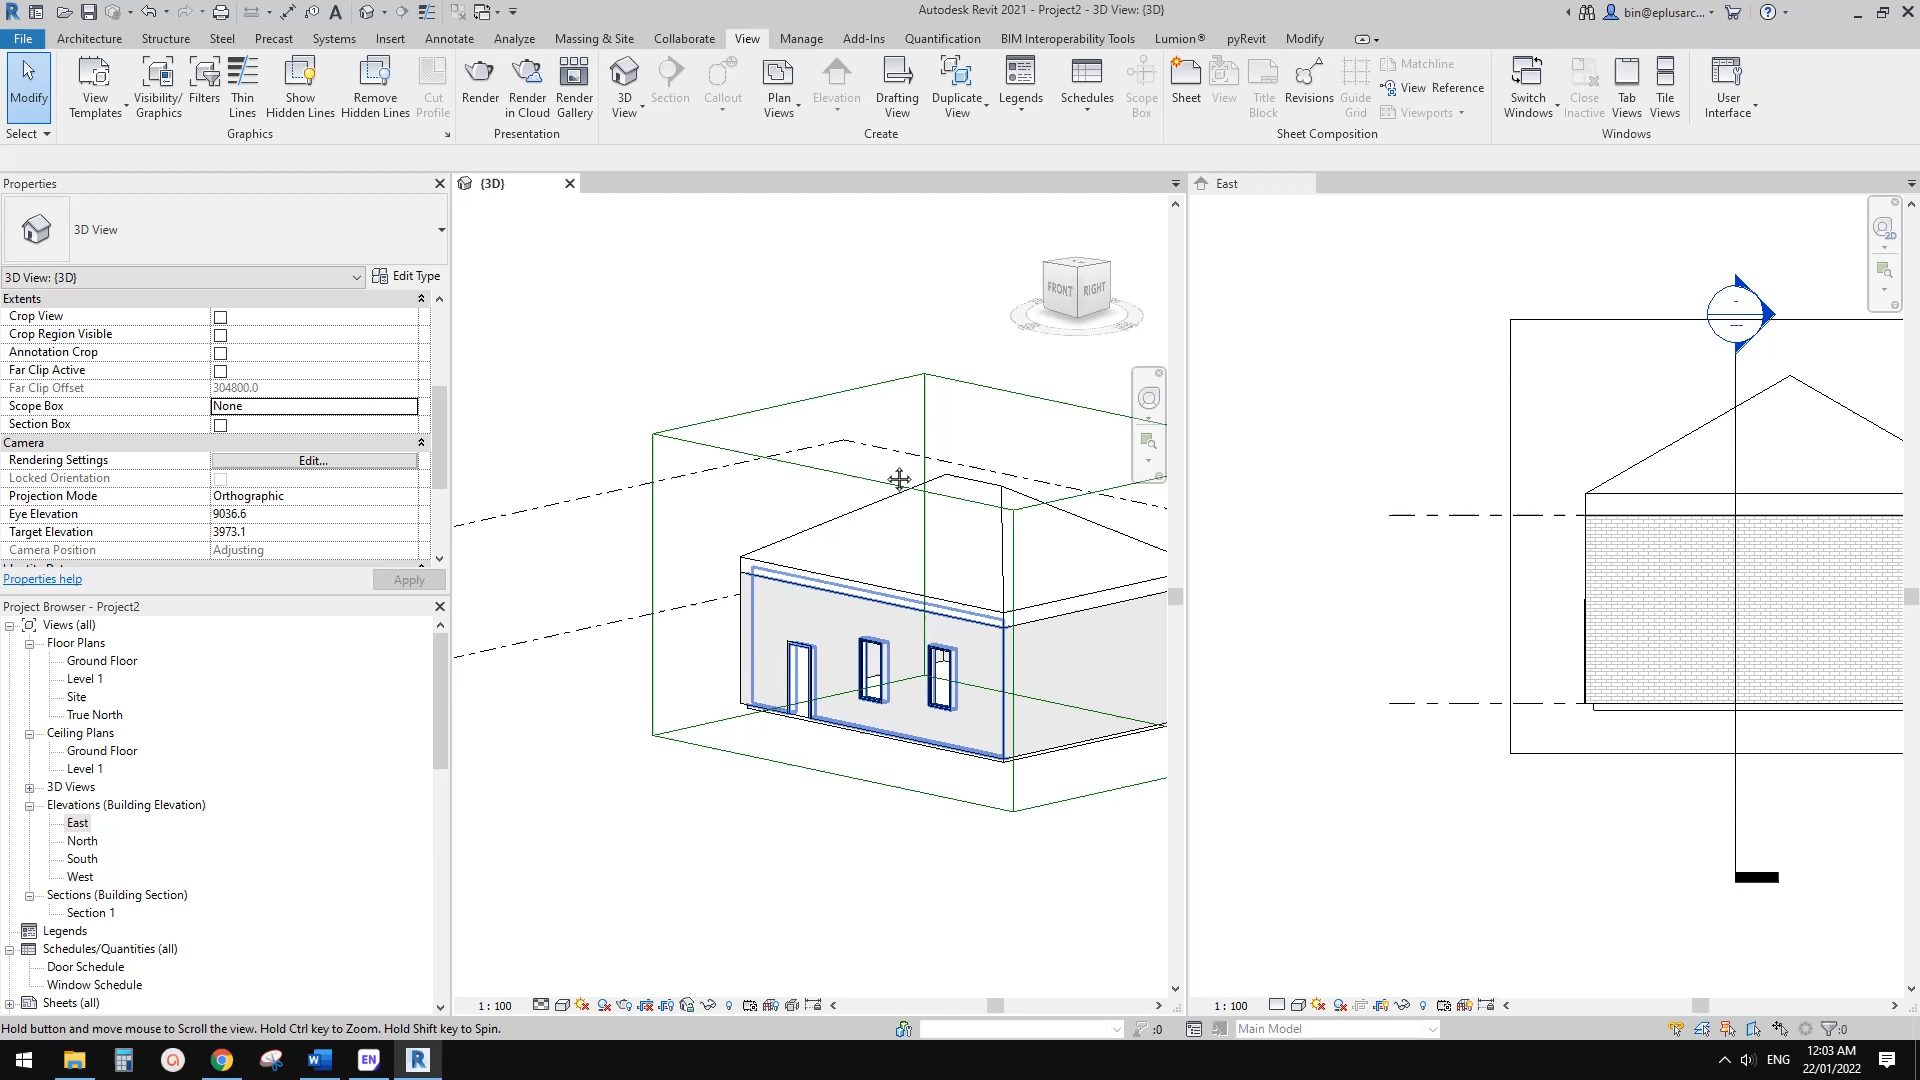 Autodesk Revit 2021 - Project2 - 3D View: {3D}
bin@eplusarc...
File Architecture Structure Steel Precast Systems Insert Annotate Analyze Massing & Site Collaborate View Manage Add-Ins Quantification BIM Interoperability Tools Lumion® pyRevit Modify
Modify
View Templates
Visibility/ Graphics
Filters
Thin Lines
Show Hidden Lines
Remove Hidden Lines
Cut Profile
Render
Render in Cloud
Render Gallery
3D View
Section
Callout
Plan Views
Elevation
Drafting View
Duplicate View
Legends
Schedules
Scope Box
Sheet
View
Title Block
Revisions
Guide Grid
Matchline
View Reference
Viewports
Switch Windows
Close Inactive
Tab Views
Tile Views
User Interface
Select Graphics Presentation Create Sheet Composition Windows
Properties
3D View
3D View: {3D}
Edit Type
Extents
Crop View
Crop Region Visible
Annotation Crop
Far Clip Active
Far Clip Offset 304800.0
Scope Box None
Section Box
Camera
Rendering Settings Edit...
Locked Orientation
Projection Mode Orthographic
Eye Elevation 9036.6
Target Elevation 3973.1
Camera Position Adjusting
Properties help
Apply
Project Browser - Project2
Views (all)
Floor Plans
Ground Floor
Level 1
Site
True North
Ceiling Plans
Ground Floor
Level 1
3D Views
Elevations (Building Elevation)
East
North
South
West
Sections (Building Section)
Section 1
Legends
Schedules/Quantities (all)
Door Schedule
Window Schedule
Sheets (all)
{3D}
FRONT RIGHT
1 : 100
East
2D
1 : 100
Hold button and move mouse to Scroll the view. Hold Ctrl key to Zoom. Hold Shift key to Spin.
:0
Main Model
:0
EN
ENG
12:03 AM
22/01/2022